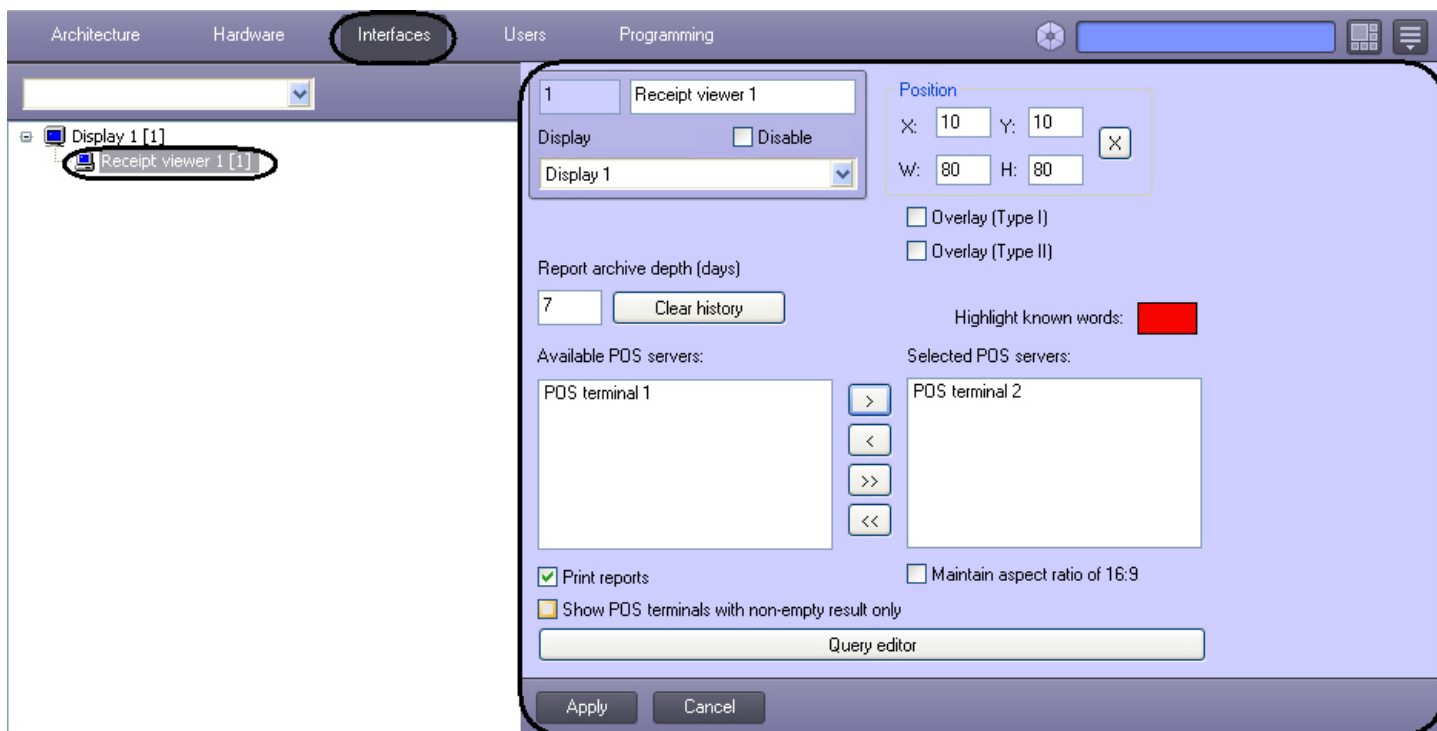 Architecture Hardware Interfaces Users Programming
Display 1 [1]
Receipt viewer 1 [1]
1 Receipt viewer 1
Display Disable
Display 1
Position
X: 10 Y: 10 X
W: 80 H: 80
Overlay (Type I)
Overlay (Type II)
Report archive depth (days)
7 Clear history
Highlight known words:
Available POS servers: Selected POS servers:
POS terminal 1 POS terminal 2
>
<
>>
<<
Print reports Maintain aspect ratio of 16:9
Show POS terminals with non-empty result only
Query editor
Apply Cancel